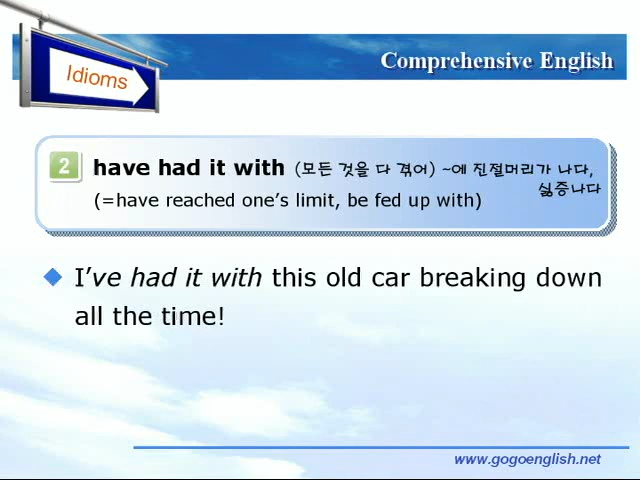 Idioms
Comprehensive English
2 have had it with (모든 것을 다 겪어) ~에 진절머리가 나다,
싫증나다
(=have reached one's limit, be fed up with)
I've had it with this old car breaking down
all the time!
www.gogoenglish.net